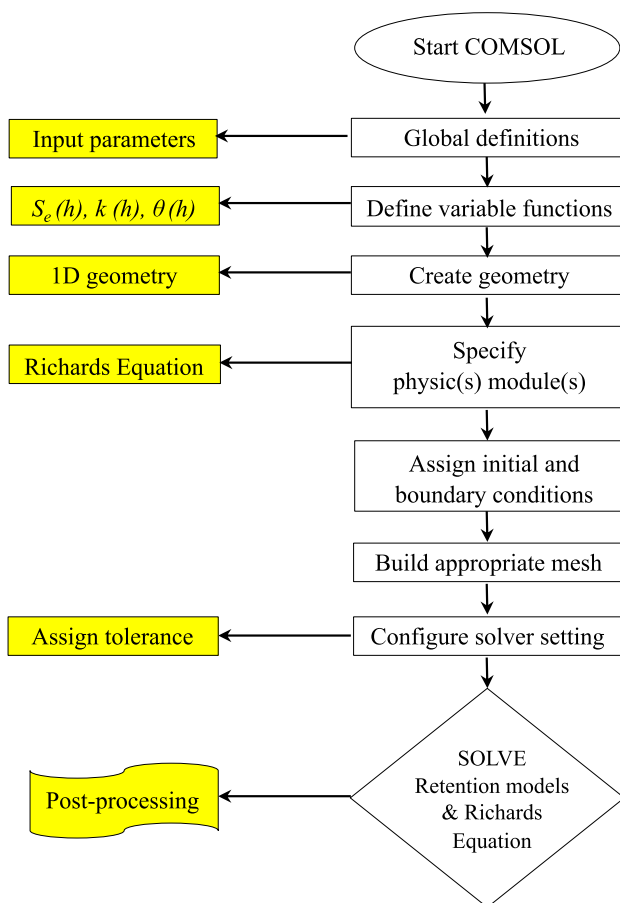 Start COMSOL
Input parameters
Global definitions
Sₑ (h), k (h), θ (h)
Define variable functions
1D geometry
Create geometry
Richards Equation
Specify
physic(s) module(s)
Assign initial and
boundary conditions
Build appropriate mesh
Assign tolerance
Configure solver setting
Post-processing
SOLVE
Retention models
& Richards
Equation